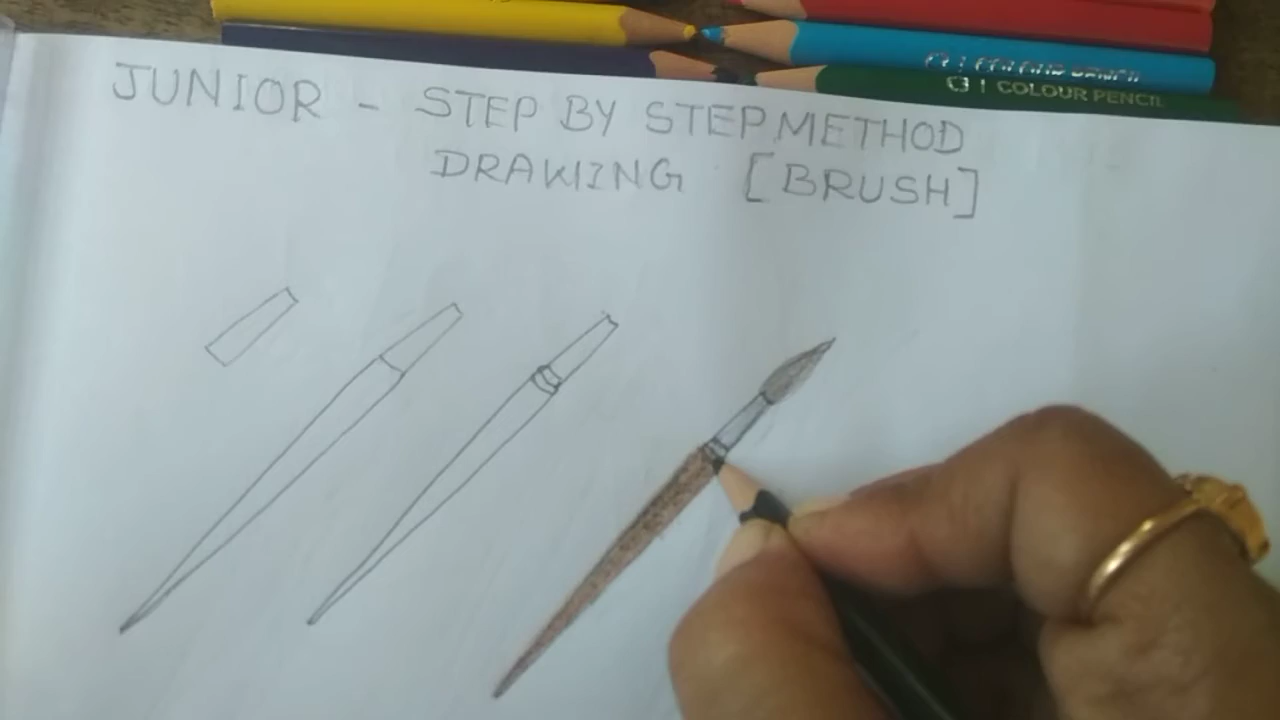 COLOUR PENCIL
JUNIOR - STEP BY STEP METHOD
DRAWING [BRUSH]